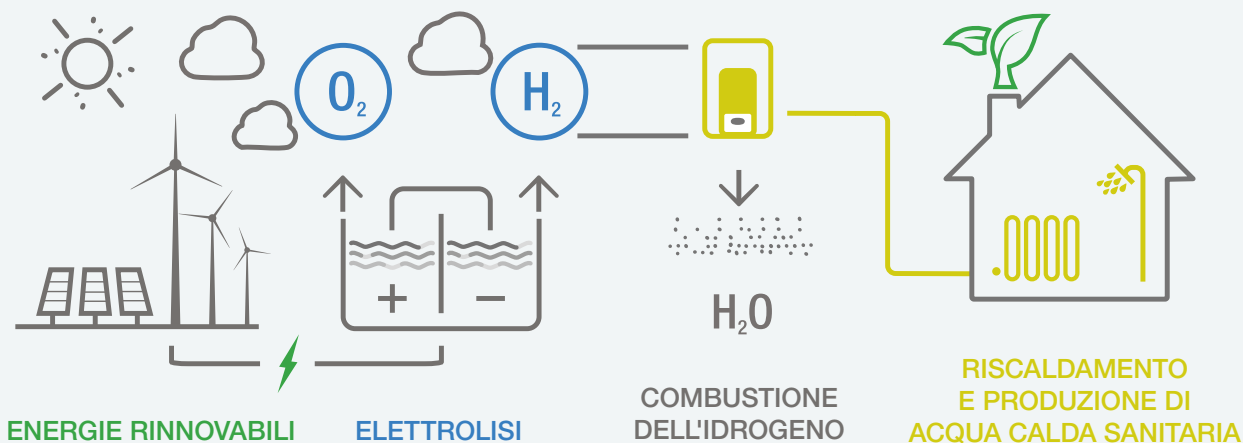 O₂
H₂
+
−
H₂O
ENERGIE RINNOVABILI
ELETTROLISI
COMBUSTIONE
DELL'IDROGENO
RISCALDAMENTO
E PRODUZIONE DI
ACQUA CALDA SANITARIA